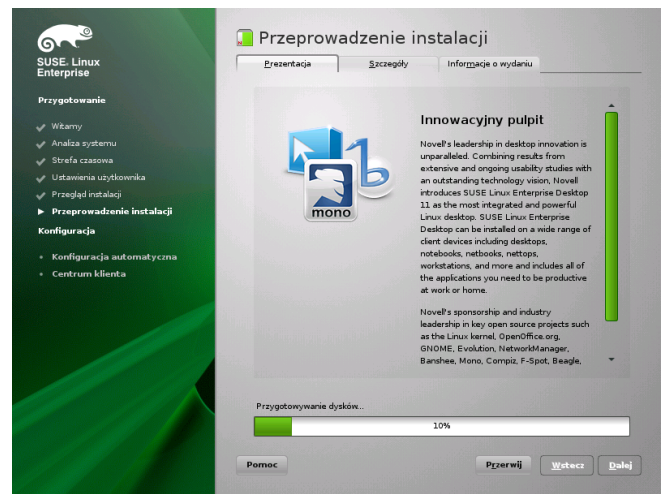 SUSE® Linux
Enterprise
Przygotowanie
Witamy
Analiza systemu
Strefa czasowa
Ustawienia użytkownika
Przegląd instalacji
Przeprowadzenie instalacji
Konfiguracja
Konfiguracja automatyczna
Centrum klienta
Przeprowadzenie instalacji
Prezentacja
Szczegóły
Informacje o wydaniu
mono
Innowacyjny pulpit
Novell's leadership in desktop innovation is
unparalleled. Combining results from
extensive and ongoing usability studies with
an outstanding technology vision, Novell
introduces SUSE Linux Enterprise Desktop
11 as the most integrated and powerful
Linux desktop. SUSE Linux Enterprise
Desktop can be installed on a wide range of
client devices including desktops,
notebooks, netbooks, nettops,
workstations, and more and includes all of
the applications you need to be productive
at work or home.
Novell's sponsorship and industry
leadership in key open source projects such
as the Linux kernel, OpenOffice.org,
GNOME, Evolution, NetworkManager,
Banshee, Mono, Compiz, F-Spot, Beagle,
Przygotowywanie dysków...
10%
Pomoc
Przerwij
Wstecz
Dalej